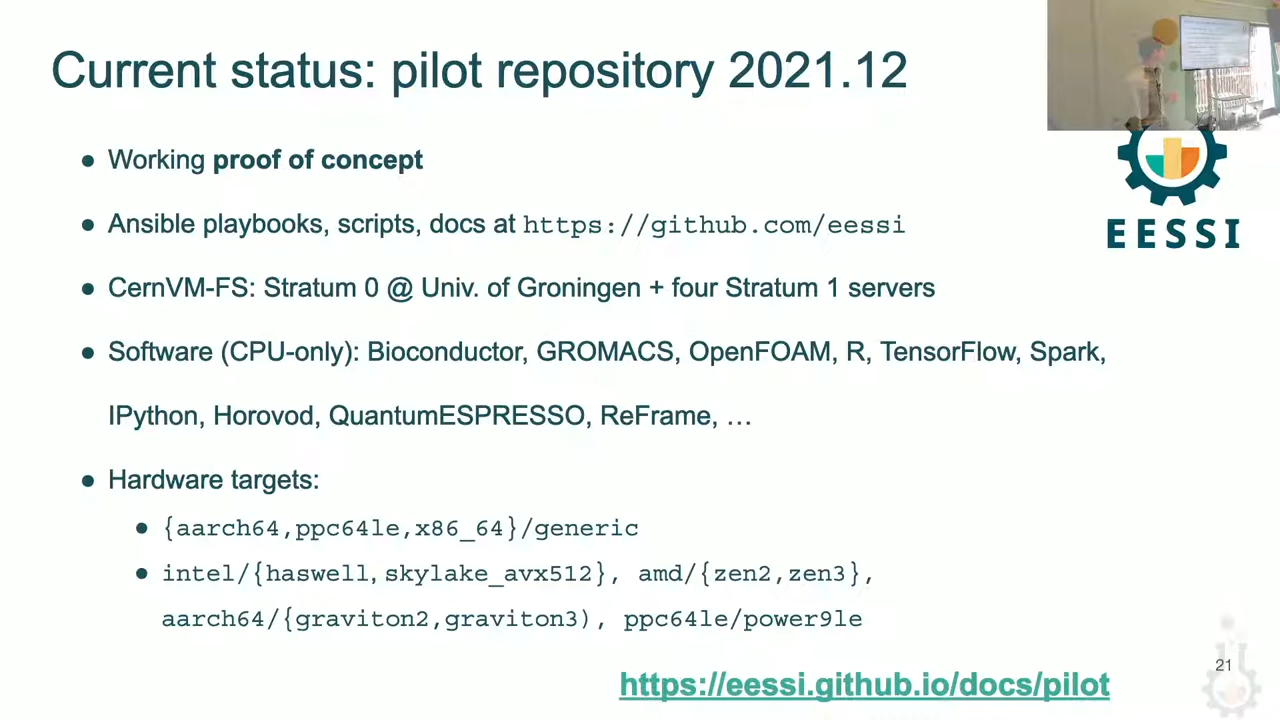 Current status: pilot repository 2021.12
● Working proof of concept
● Ansible playbooks, scripts, docs at https://github.com/eessi
● CernVM-FS: Stratum 0 @ Univ. of Groningen + four Stratum 1 servers
● Software (CPU-only): Bioconductor, GROMACS, OpenFOAM, R, TensorFlow, Spark,
IPython, Horovod, QuantumESPRESSO, ReFrame, …
● Hardware targets:
● {aarch64,ppc64le,x86_64}/generic
● intel/{haswell, skylake_avx512}, amd/{zen2,zen3},
aarch64/{graviton2,graviton3), ppc64le/power9le
EESSI
https://eessi.github.io/docs/pilot
21